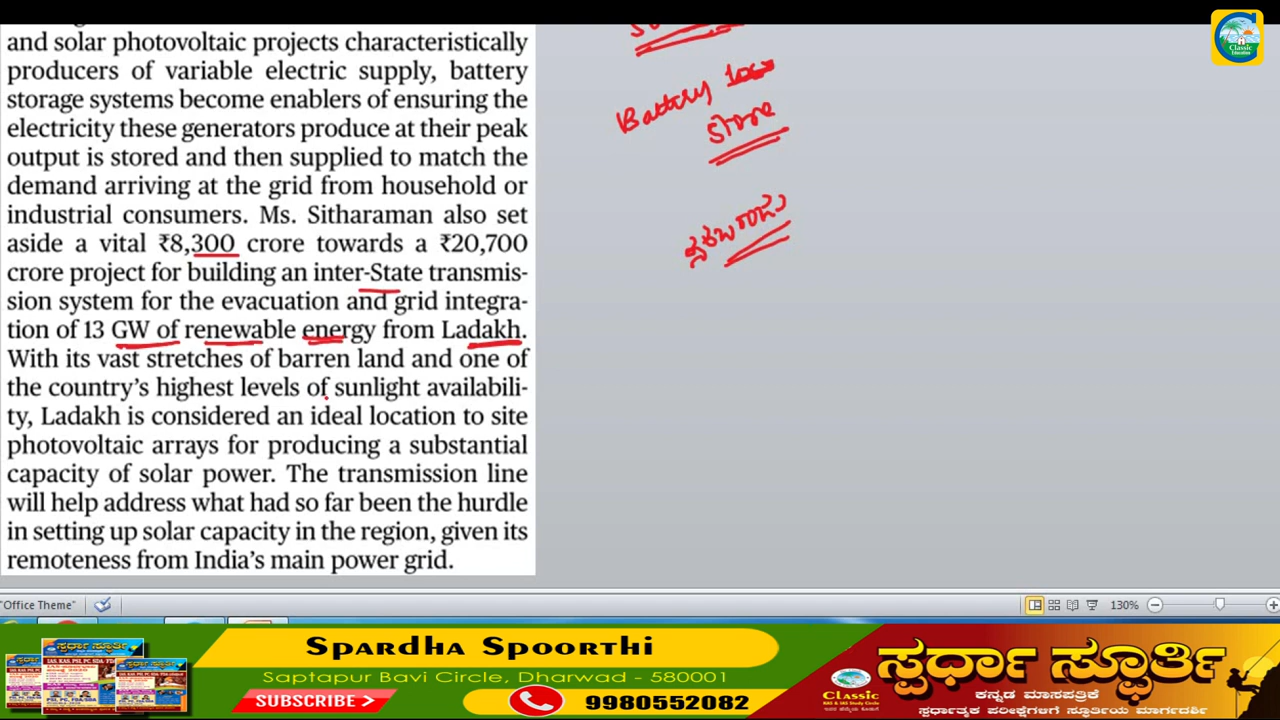 and solar photovoltaic projects characteristically
producers of variable electric supply, battery
storage systems become enablers of ensuring the
electricity these generators produce at their peak
output is stored and then supplied to match the
demand arriving at the grid from household or
industrial consumers. Ms. Sitharaman also set
aside a vital ₹8,300 crore towards a ₹20,700
crore project for building an inter-State transmis-
sion system for the evacuation and grid integra-
tion of 13 GW of renewable energy from Ladakh.
With its vast stretches of barren land and one of
the country's highest levels of sunlight availabili-
ty, Ladakh is considered an ideal location to site
photovoltaic arrays for producing a substantial
capacity of solar power. The transmission line
will help address what had so far been the hurdle
in setting up solar capacity in the region, given its
remoteness from India's main power grid.
Battery
Store
Classic
Education
"Office Theme"
130%
Spardha Spoorthi
Saptapur Bavi Circle, Dharwad - 580001
SUBSCRIBE
9980552082
Classic
ಸ್ಪರ್ಧಾ ಸ್ಫೂರ್ತಿ
ಕನ್ನಡ ಮಾಸಪತ್ರಿಕೆ
ಸ್ಪರ್ಧಾತ್ಮಕ ಪರೀಕ್ಷೆಗಳಿಗೆ ಸ್ಫೂರ್ತಿಯ ಮಾರ್ಗದರ್ಶಿ